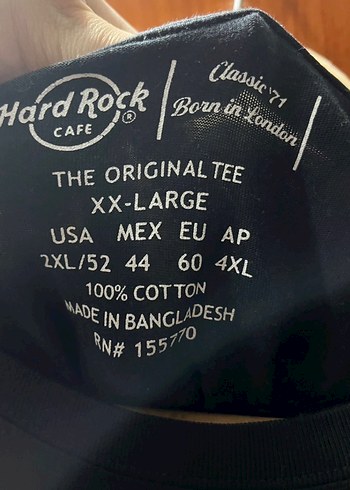 Hard Rock
CAFE
®
Classic '71
Born in London
THE ORIGINAL TEE
XX-LARGE
USA MEX EU AP
2XL/52 44 60 4XL
100% COTTON
MADE IN BANGLADESH
RN# 155770